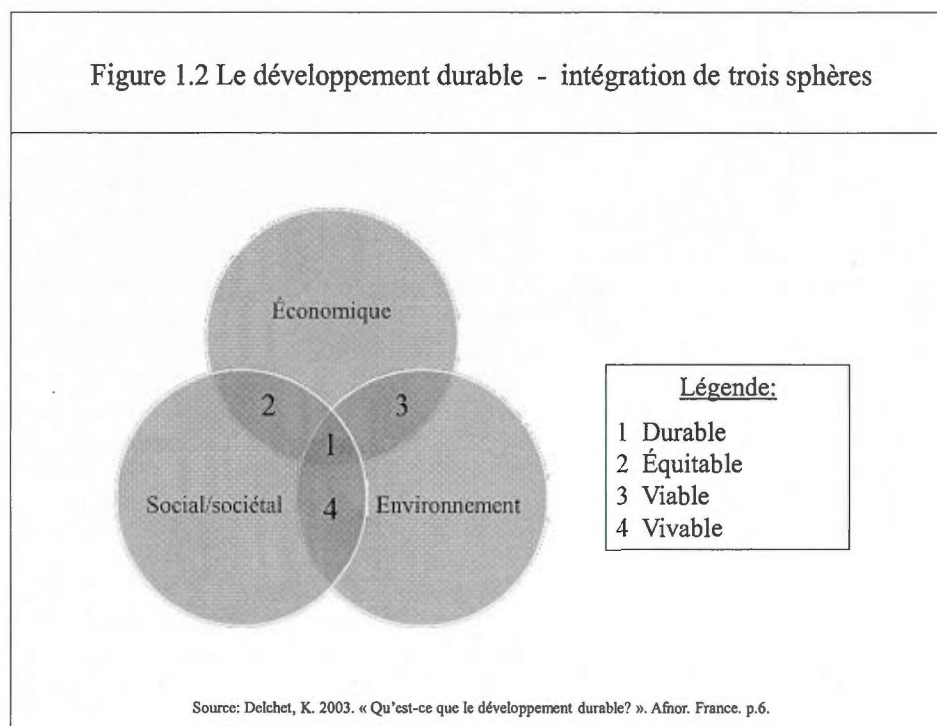 Figure 1.2 Le développement durable - intégration de trois sphères
Économique
2
3
1
Social/sociétal
4
Environnement
Légende:
1 Durable
2 Équitable
3 Viable
4 Vivable
Source: Delchet, K. 2003. « Qu'est-ce que le développement durable? ». Afnor. France. p.6.